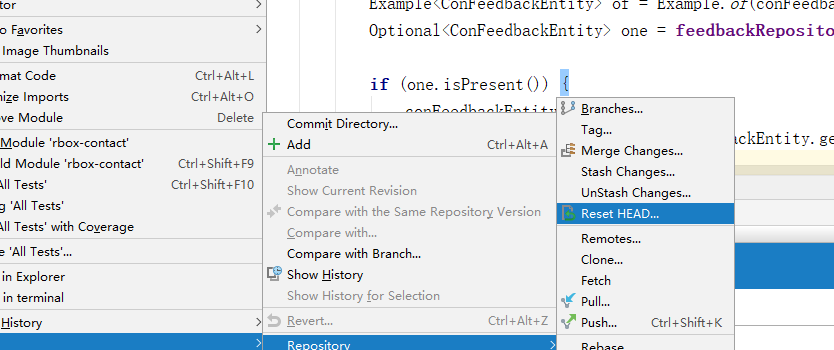 Example<ConFeedbackEntity> of = Example.of(conFeedba
Optional<ConFeedbackEntity> one = feedbackReposito
if (one.isPresent()) {
conFeedbackEntity
ckEntity.ge
tor
o Favorites
Image Thumbnails
mat Code Ctrl+Alt+L
nize Imports Ctrl+Alt+O
ove Module Delete
Module 'rbox-contact'
ld Module 'rbox-contact' Ctrl+Shift+F9
All Tests' Ctrl+Shift+F10
g 'All Tests'
All Tests' with Coverage
e 'All Tests'...
in Explorer
in terminal
History
Commit Directory...
Add Ctrl+Alt+A
Annotate
Show Current Revision
Compare with the Same Repository Version
Compare with...
Compare with Branch...
Show History
Show History for Selection
Revert... Ctrl+Alt+Z
Repository
Branches...
Tag...
Merge Changes...
Stash Changes...
UnStash Changes...
Reset HEAD...
Remotes...
Clone...
Fetch
Pull...
Push... Ctrl+Shift+K
Rebase